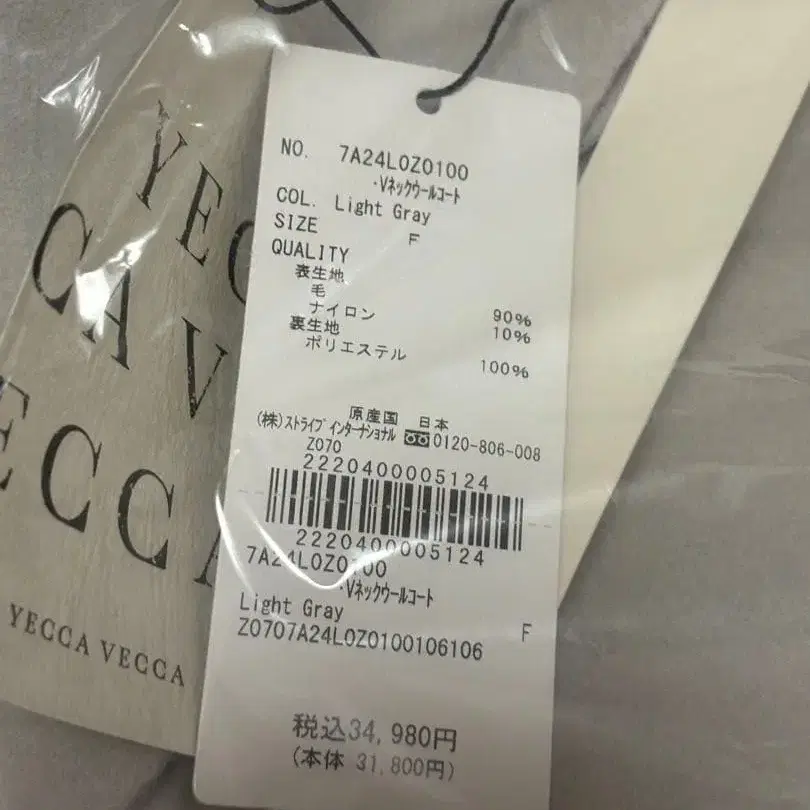 YECCA VECCA
YECCA VECCA
NO. 7A24L0Z0100
・Vネックウールコート
COL. Light Gray
SIZE F
QUALITY
表生地
毛 90%
ナイロン 10%
裏生地
ポリエステル 100%
原産国 日本
(株)ストライプインターナショナル 0120-806-008
Z070
2220400005124
2220400005124
7A24L0Z0100
・Vネックウールコート
Light Gray F
Z0707A24L0Z0100106106
税込34,980円
(本体 31,800円)